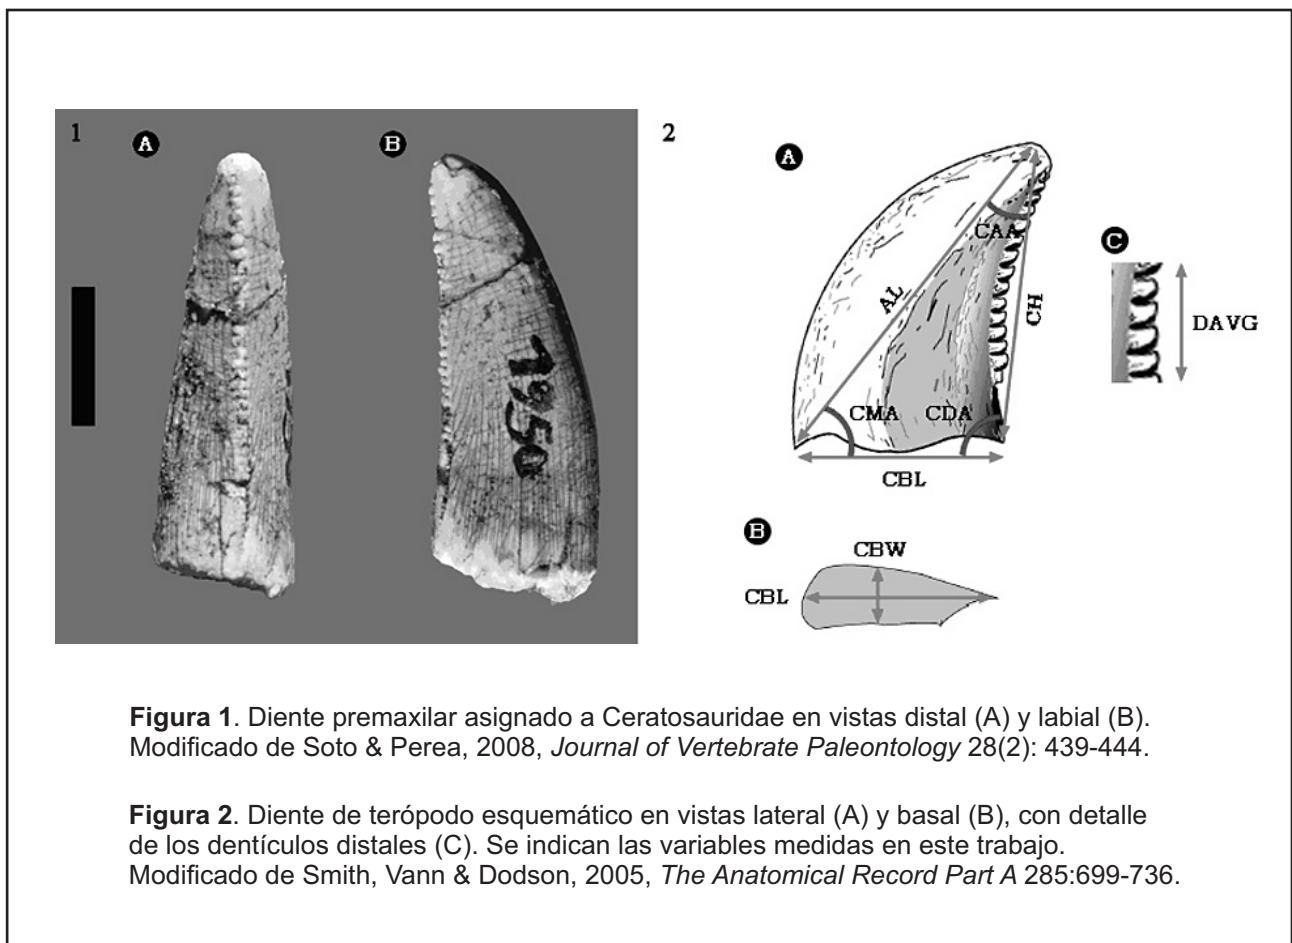 1
A
B
1950
2
A
CAA
AL
CH
CMA
CDA
CBL
C
DAVG
B
CBW
CBL
Figura 1. Diente premaxilar asignado a Ceratosauridae en vistas distal (A) y labial (B).
Modificado de Soto & Perea, 2008, Journal of Vertebrate Paleontology 28(2): 439-444.
Figura 2. Diente de terópodo esquemático en vistas lateral (A) y basal (B), con detalle
de los dentículos distales (C). Se indican las variables medidas en este trabajo.
Modificado de Smith, Vann & Dodson, 2005, The Anatomical Record Part A 285:699-736.